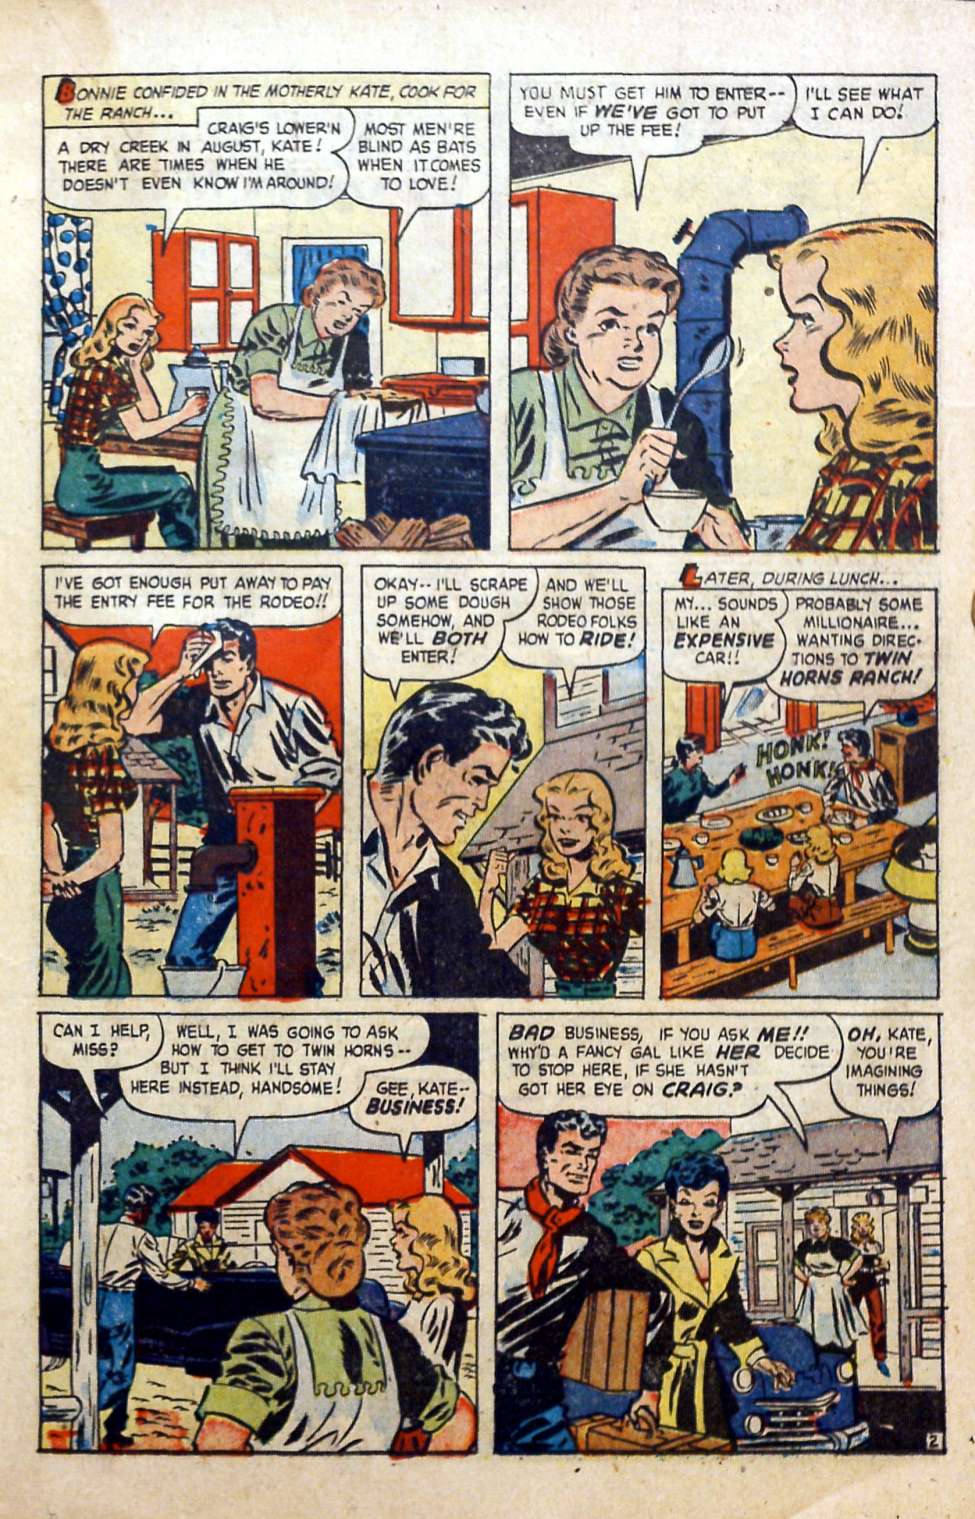 BONNIE CONFIDED IN THE MOTHERLY KATE, COOK FOR
THE RANCH...
CRAIG'S LOWER'N
A DRY CREEK IN
AUGUST, KATE!
THERE ARE TIMES WHEN HE
DOESN'T EVEN KNOW I'M AROUND!
MOST MEN'RE
BLIND AS BATS
WHEN IT COMES
TO LOVE!
YOU MUST GET HIM TO ENTER--
EVEN IF WE'VE GOT TO PUT
UP THE FEE!
I'LL SEE WHAT
I CAN DO!
I'VE GOT ENOUGH PUT AWAY TO PAY
THE ENTRY FEE FOR THE RODEO!!
OKAY-- I'LL SCRAPE
UP SOME DOUGH
SOMEHOW, AND
WE'LL BOTH
ENTER!
AND WE'LL
SHOW THOSE
RODEO FOLKS
HOW TO RIDE!
LATER, DURING LUNCH...
MY... SOUNDS
LIKE AN
EXPENSIVE
CAR!!
PROBABLY SOME
MILLIONAIRE...
WANTING DIREC-
TIONS TO TWIN
HORNS RANCH!
HONK!
HONK!
CAN I HELP,
MISS?
WELL, I WAS GOING TO ASK
HOW TO GET TO TWIN HORNS--
BUT I THINK I'LL STAY
HERE INSTEAD, HANDSOME!
GEE, KATE--
BUSINESS!
BAD BUSINESS, IF YOU ASK ME!!
WHY'D A FANCY GAL LIKE HER DECIDE
TO STOP HERE, IF SHE HASN'T
GOT HER EYE ON CRAIG?
OH, KATE,
YOU'RE
IMAGINING
THINGS!
2